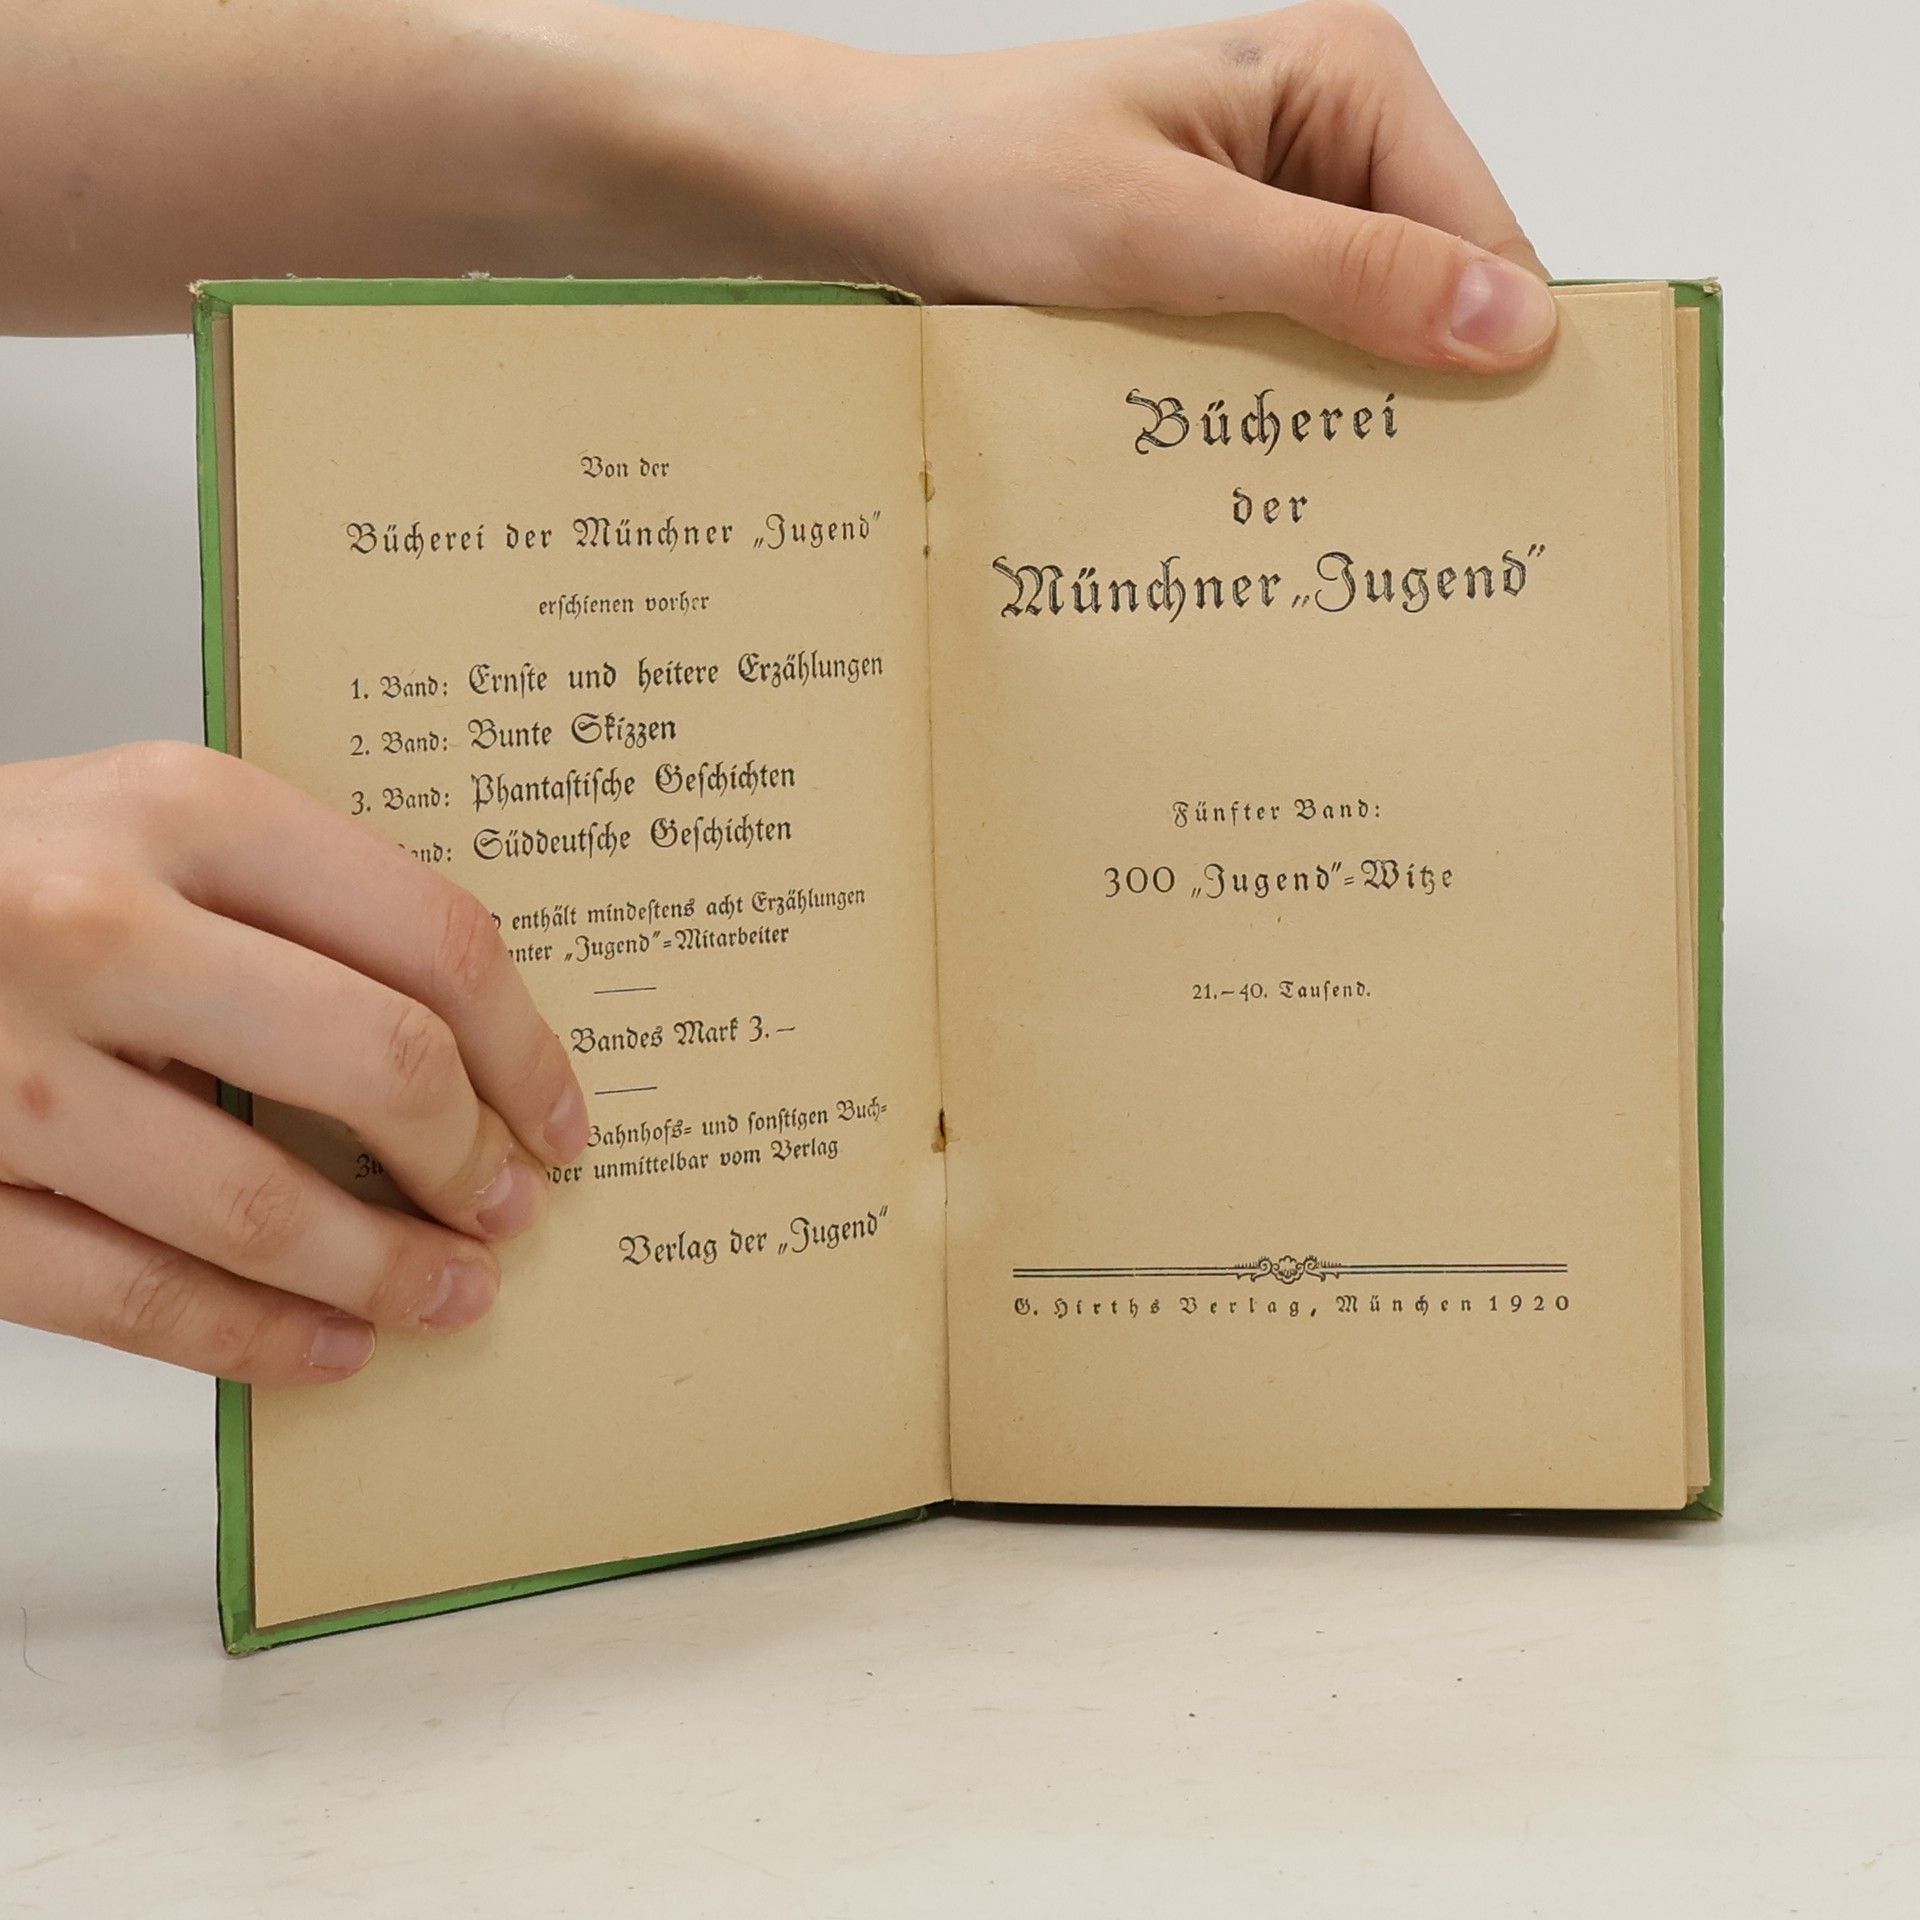 Von der
Bücherei der Münchner „Jugend“
erſchienen vorher
1. Band: Ernſte und heitere Erzählungen
2. Band: Bunte Skizzen
3. Band: Phantaſtiſche Geſchichten
Band: Süddeutſche Geſchichten
enthält mindeſtens acht Erzählungen
„Jugend“-Mitarbeiter
Bandes Mark 3.—
Bahnhofs- und ſonſtigen Buch-
oder unmittelbar vom Verlag
Verlag der „Jugend“
Bücherei
der
Münchner „Jugend“
Fünfter Band:
300 „Jugend“-Witze
21.—40. Tauſend.
G. Hirths Verlag, München 1920